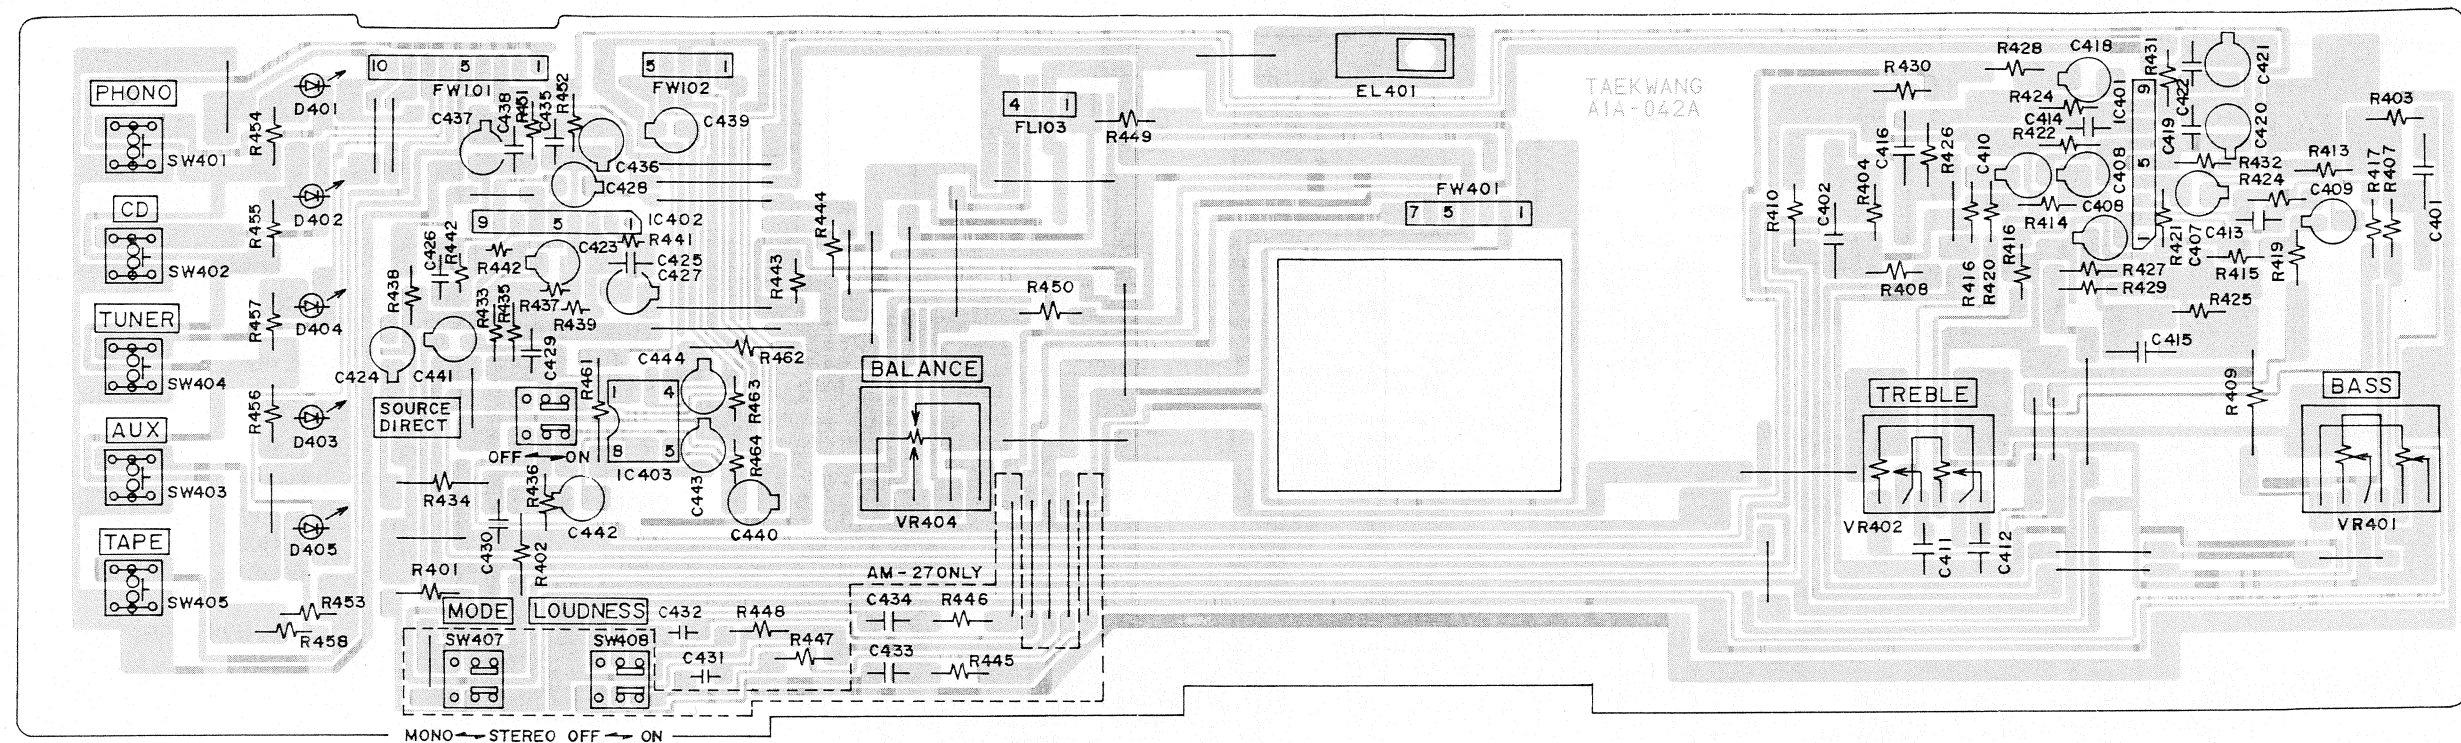 PHONO
SW401
CD
SW402
TUNER
SW404
AUX
SW403
TAPE
SW405
R454
D401
R455
D402
R457
D404
R456
D403
D405
R453
R458
10 5 1
FW101
5 1
FW102
C437
C438
R451
C435
R452
C439
C436
C428
9 5 1
IC402
C426
R442
R442
C423
R441
C425
C427
R438
R433
R435
R437
R439
C424
C441
C429
R461
C444
R462
SOURCE
DIRECT
OFF ON
1 4
8 5
IC403
R463
R464
C443
R434
R436
C442
C440
C430
R402
R401
MODE
LOUDNESS
SW407
SW408
MONO STEREO OFF ON
C432
R448
C431
R447
AM-27ONLY
C434
R446
C433
R445
R444
R443
R450
BALANCE
VR404
4 1
FL103
R449
EL401
TAEKWANG
A1A-042A
7 5 1
FW401
R430
R428
C418
R424
C414
R422
IC401
9 5 1
R431
C422
C421
C419
C420
C416
R426
C410
C408
R404
C402
R410
R414
C408
R408
R416
R420
R416
R427
R429
R421
C407
R432
R424
C413
R415
R419
R413
C409
R403
R417
R407
C401
R425
C415
R409
TREBLE
VR402
C411
C412
BASS
VR401